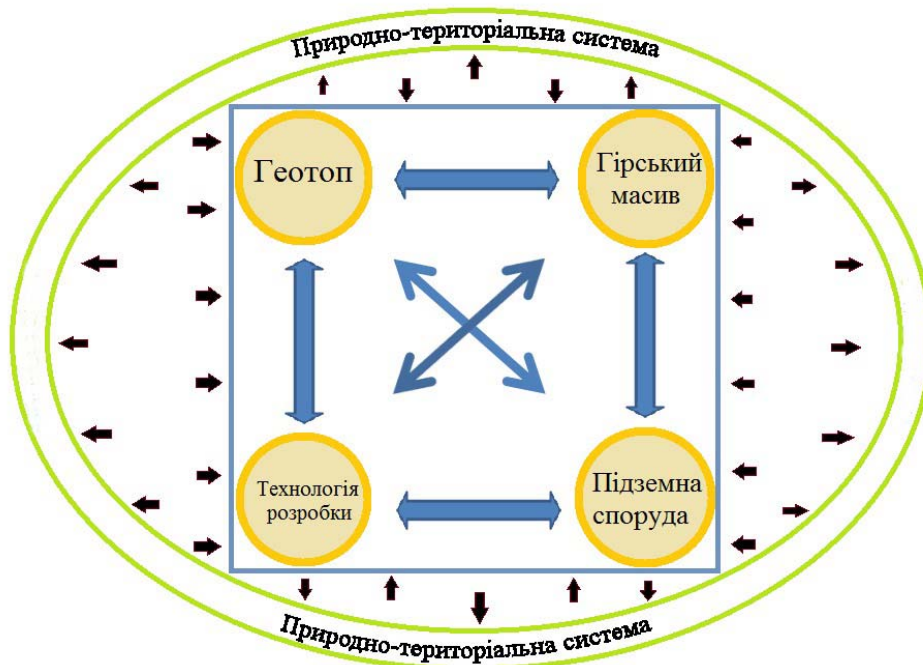 Природно-територіальна система
Геотоп
Гірський
масив
Технологія
розробки
Підземна
споруда
Природно-територіальна система